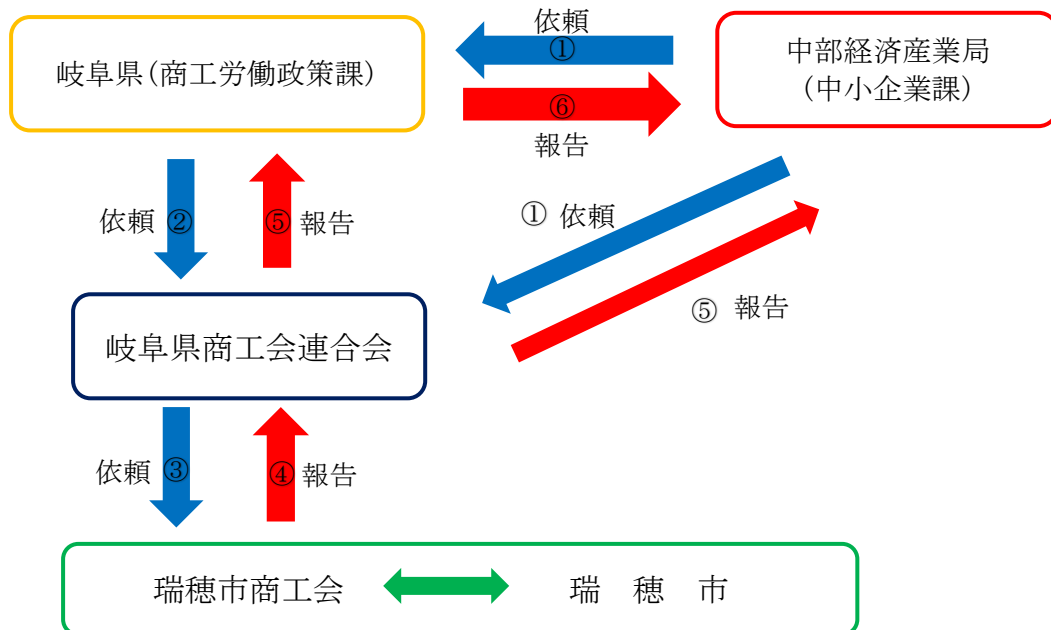 依頼
①
岐阜県(商工労働政策課)
中部経済産業局
(中小企業課)
⑥
報告
依頼 ②
⑤ 報告
① 依頼
⑤ 報告
岐阜県商工会連合会
依頼 ③
④ 報告
瑞穂市商工会
瑞 穂 市